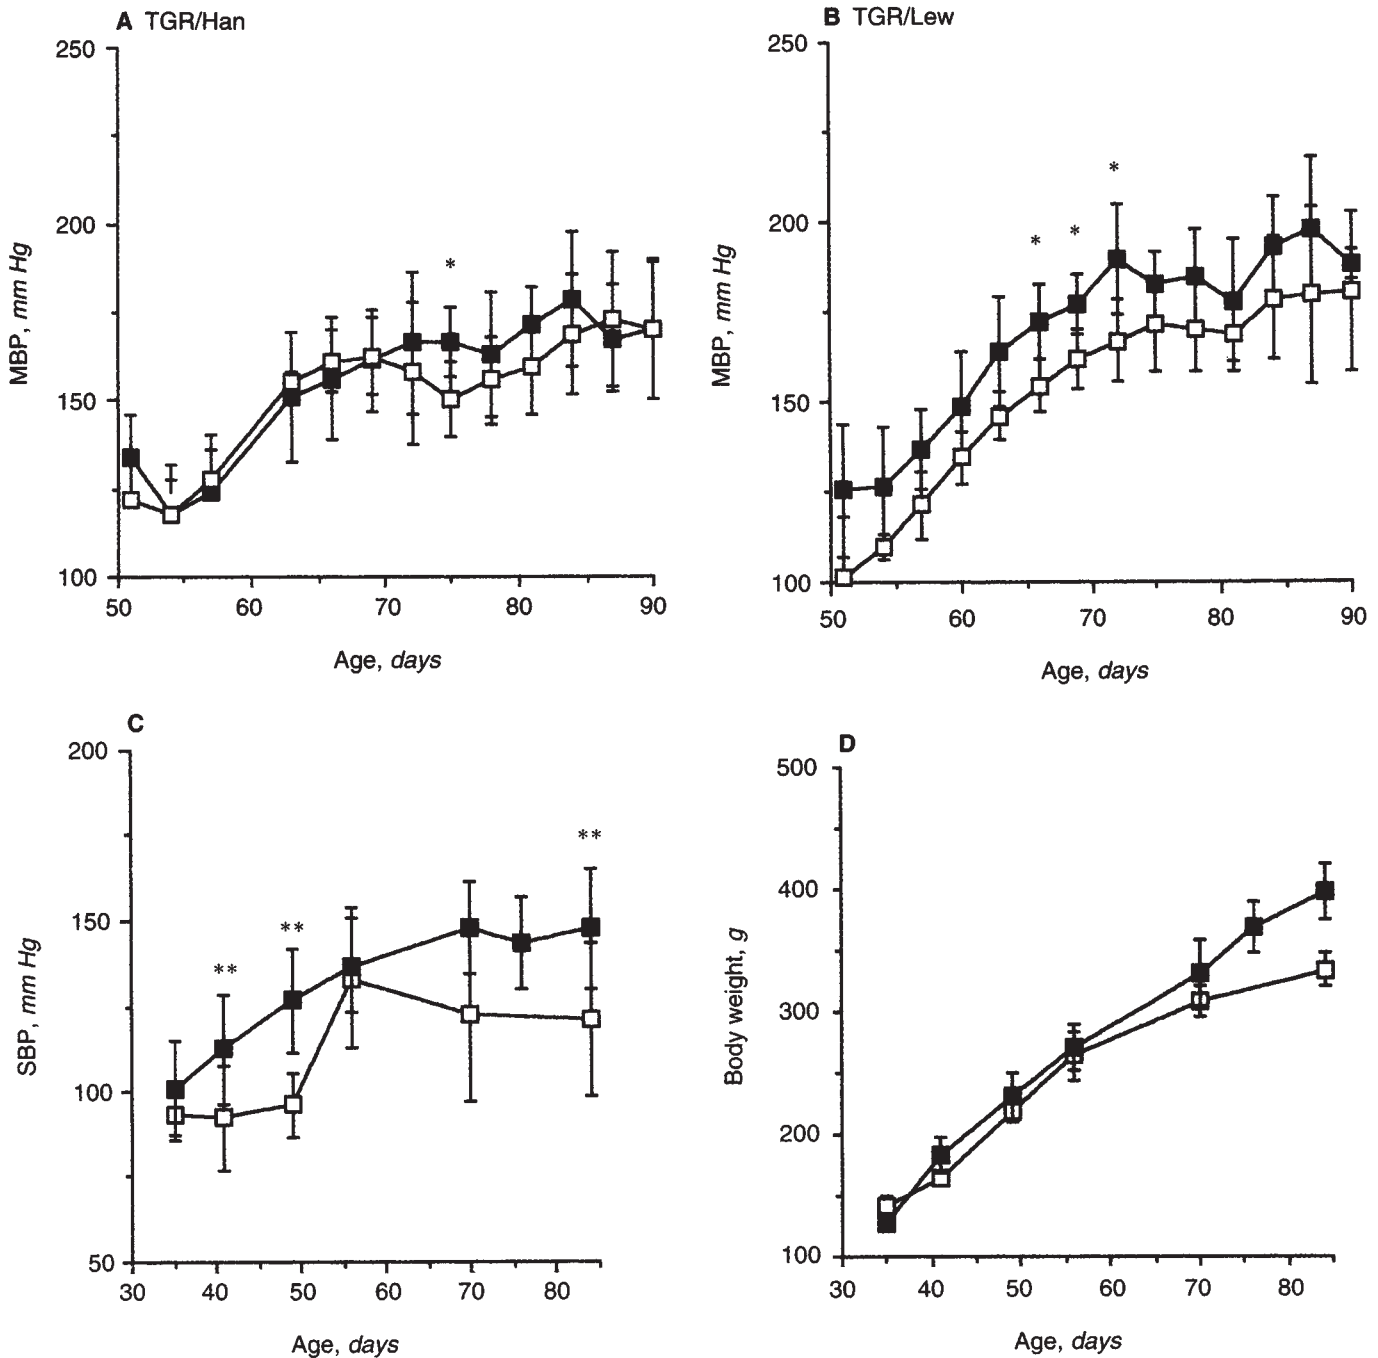 A TGR/Han
250
200
150
100
MBP, mm Hg
*
50 60 70 80 90
Age, days
B TGR/Lew
250
200
150
100
MBP, mm Hg
* * *
50 60 70 80 90
Age, days
C
200
150
100
50
SBP, mm Hg
** ** **
30 40 50 60 70 80
Age, days
D
500
400
300
200
100
Body weight, g
30 40 50 60 70 80
Age, days